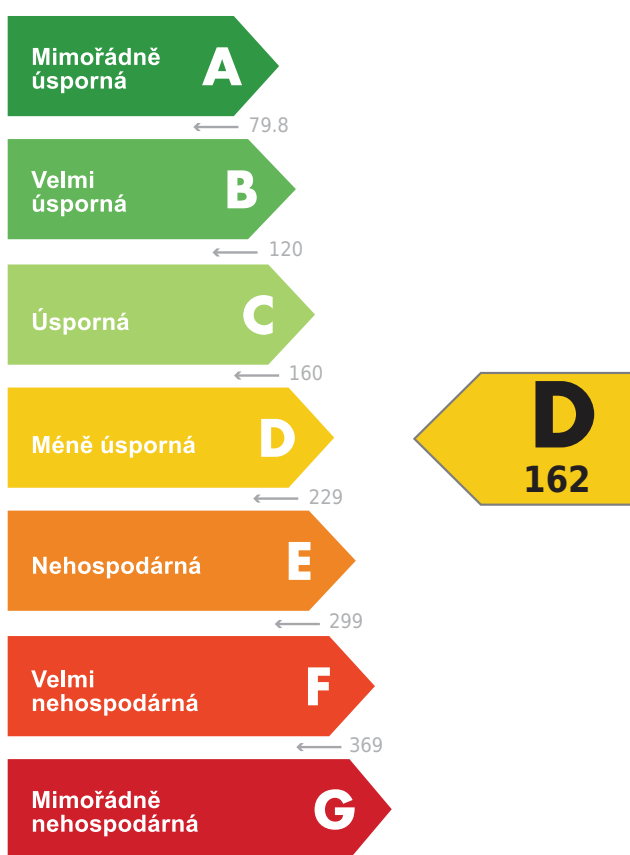 Mimořádně
úsporná
A
79.8
Velmi
úsporná
B
120
Úsporná
C
160
Méně úsporná
D
229
D
162
Nehospodárná
E
299
Velmi
nehospodárná
F
369
Mimořádně
nehospodárná
G